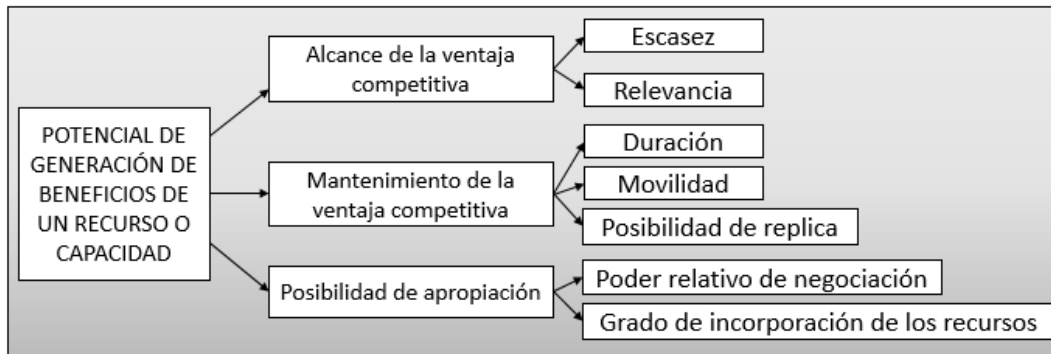 POTENCIAL DE
GENERACIÓN DE
BENEFICIOS DE
UN RECURSO O
CAPACIDAD
Alcance de la ventaja
competitiva
Escasez
Relevancia
Mantenimiento de la
ventaja competitiva
Duración
Movilidad
Posibilidad de replica
Posibilidad de apropiación
Poder relativo de negociación
Grado de incorporación de los recursos